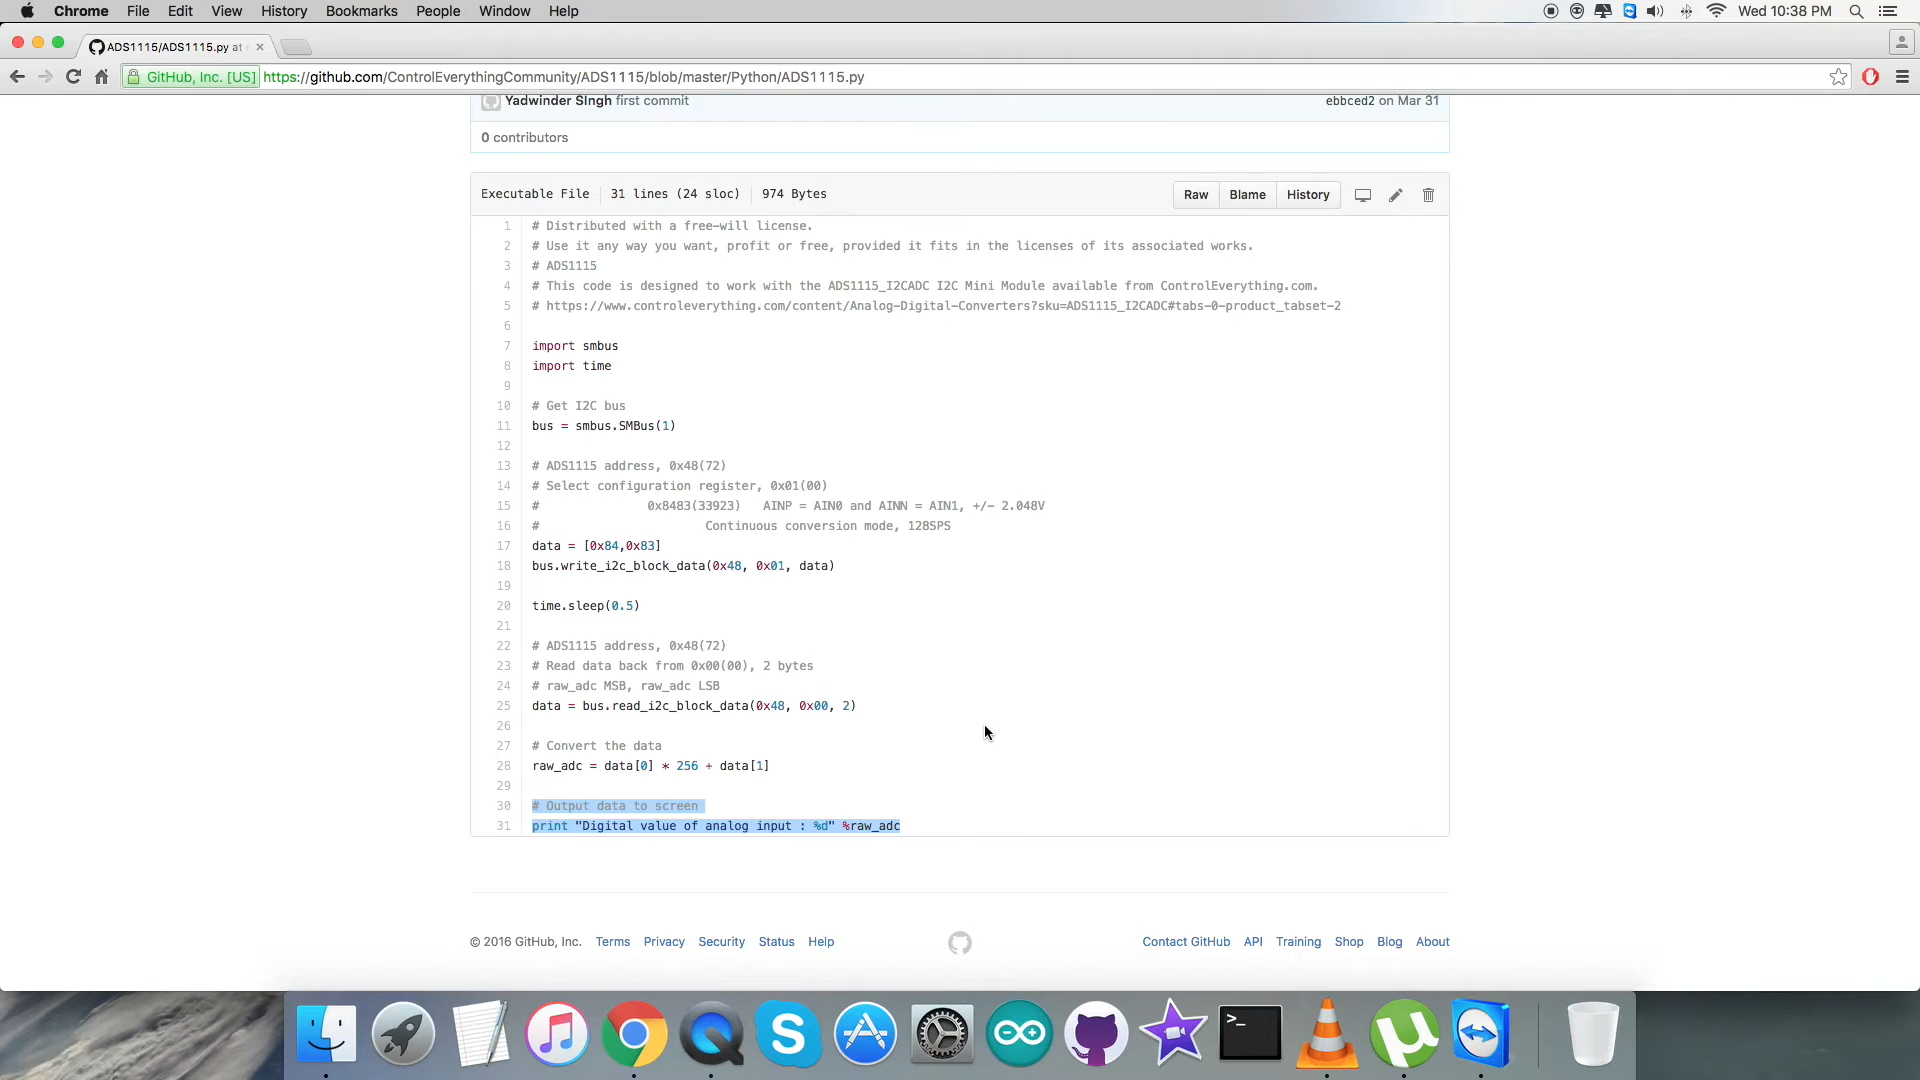 Chrome File Edit View History Bookmarks People Window Help Wed 10:38 PM
ADS1115/ADS1115.py at
GitHub, Inc. [US] https://github.com/ControlEverythingCommunity/ADS1115/blob/master/Python/ADS1115.py
Yadwinder SIngh first commit ebbced2 on Mar 31
0 contributors
Executable File 31 lines (24 sloc) 974 Bytes Raw Blame History
1 # Distributed with a free-will license.
2 # Use it any way you want, profit or free, provided it fits in the licenses of its associated works.
3 # ADS1115
4 # This code is designed to work with the ADS1115_I2CADC I2C Mini Module available from ControlEverything.com.
5 # https://www.controleverything.com/content/Analog-Digital-Converters?sku=ADS1115_I2CADC#tabs-0-product_tabset-2
6
7 import smbus
8 import time
9
10 # Get I2C bus
11 bus = smbus.SMBus(1)
12
13 # ADS1115 address, 0x48(72)
14 # Select configuration register, 0x01(00)
15 # 0x8483(33923) AINP = AIN0 and AINN = AIN1, +/- 2.048V
16 # Continuous conversion mode, 128SPS
17 data = [0x84,0x83]
18 bus.write_i2c_block_data(0x48, 0x01, data)
19
20 time.sleep(0.5)
21
22 # ADS1115 address, 0x48(72)
23 # Read data back from 0x00(00), 2 bytes
24 # raw_adc MSB, raw_adc LSB
25 data = bus.read_i2c_block_data(0x48, 0x00, 2)
26
27 # Convert the data
28 raw_adc = data[0] * 256 + data[1]
29
30 # Output data to screen
31 print "Digital value of analog input : %d" %raw_adc
© 2016 GitHub, Inc. Terms Privacy Security Status Help Contact GitHub API Training Shop Blog About